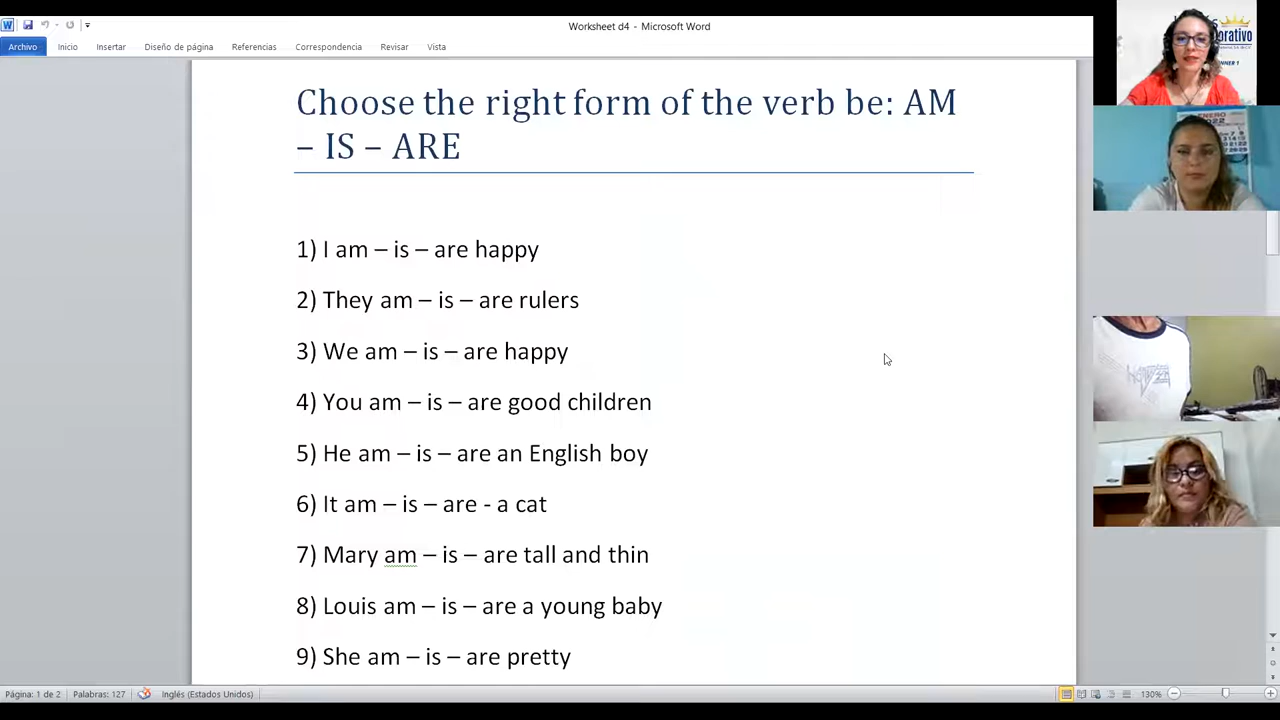 Worksheet d4 - Microsoft Word
Archivo Inicio Insertar Diseño de página Referencias Correspondencia Revisar Vista
Choose the right form of the verb be: AM
– IS – ARE
1) I am – is – are happy
2) They am – is – are rulers
3) We am – is – are happy
4) You am – is – are good children
5) He am – is – are an English boy
6) It am – is – are - a cat
7) Mary am – is – are tall and thin
8) Louis am – is – are a young baby
9) She am – is – are pretty
Página: 1 de 2 Palabras: 127 Inglés (Estados Unidos) 130%
orativo
ENERO
2022